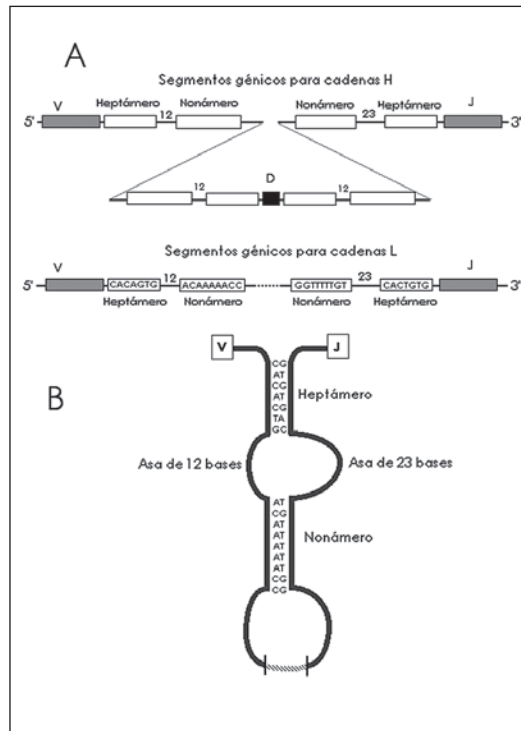 A
Segmentos génicos para cadenas H
V Heptámero Nonámero Nonámero Heptámero J
5' 12 23 3'
D
12 12
Segmentos génicos para cadenas L
V J
5' CACAGTG 12 ACAAAAACC GGTTTTTGT 23 CACTGTG 3'
Heptámero Nonámero Nonámero Heptámero
B
V J
CG
AT
CG
AT
CG
TA
GC
Heptámero
Asa de 12 bases Asa de 23 bases
AT
CG
AT
AT
AT
AT
AT
CG
CG
Nonámero